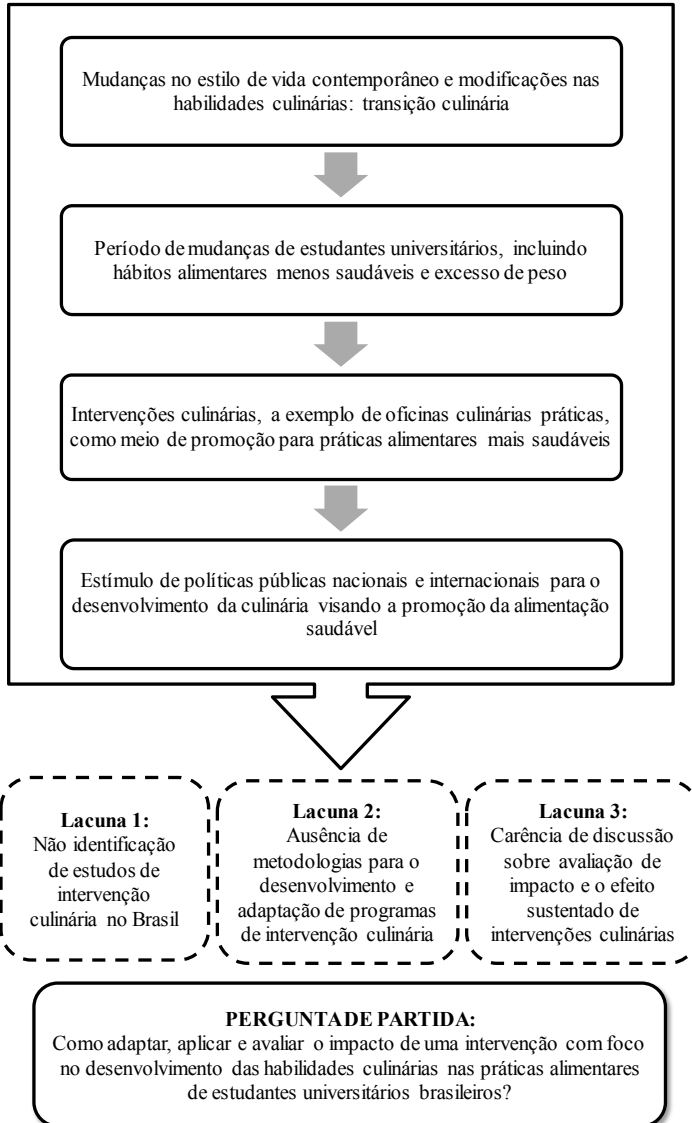 Mudanças no estilo de vida contemporâneo e modificações nas
habilidades culinárias: transição culinária
Período de mudanças de estudantes universitários, incluindo
hábitos alimentares menos saudáveis e excesso de peso
Intervenções culinárias, a exemplo de oficinas culinárias práticas,
como meio de promoção para práticas alimentares mais saudáveis
Estímulo de políticas públicas nacionais e internacionais para o
desenvolvimento da culinária visando a promoção da alimentação
saudável
Lacuna 1:
Não identificação
de estudos de
intervenção
culinária no Brasil
Lacuna 2:
Ausência de
metodologias para o
desenvolvimento e
adaptação de programas
de intervenção culinária
Lacuna 3:
Carência de discussão
sobre avaliação de
impacto e o efeito
sustentado de
intervenções culinárias
PERGUNTA DE PARTIDA:
Como adaptar, aplicar e avaliar o impacto de uma intervenção com foco
no desenvolvimento das habilidades culinárias nas práticas alimentares
de estudantes universitários brasileiros?